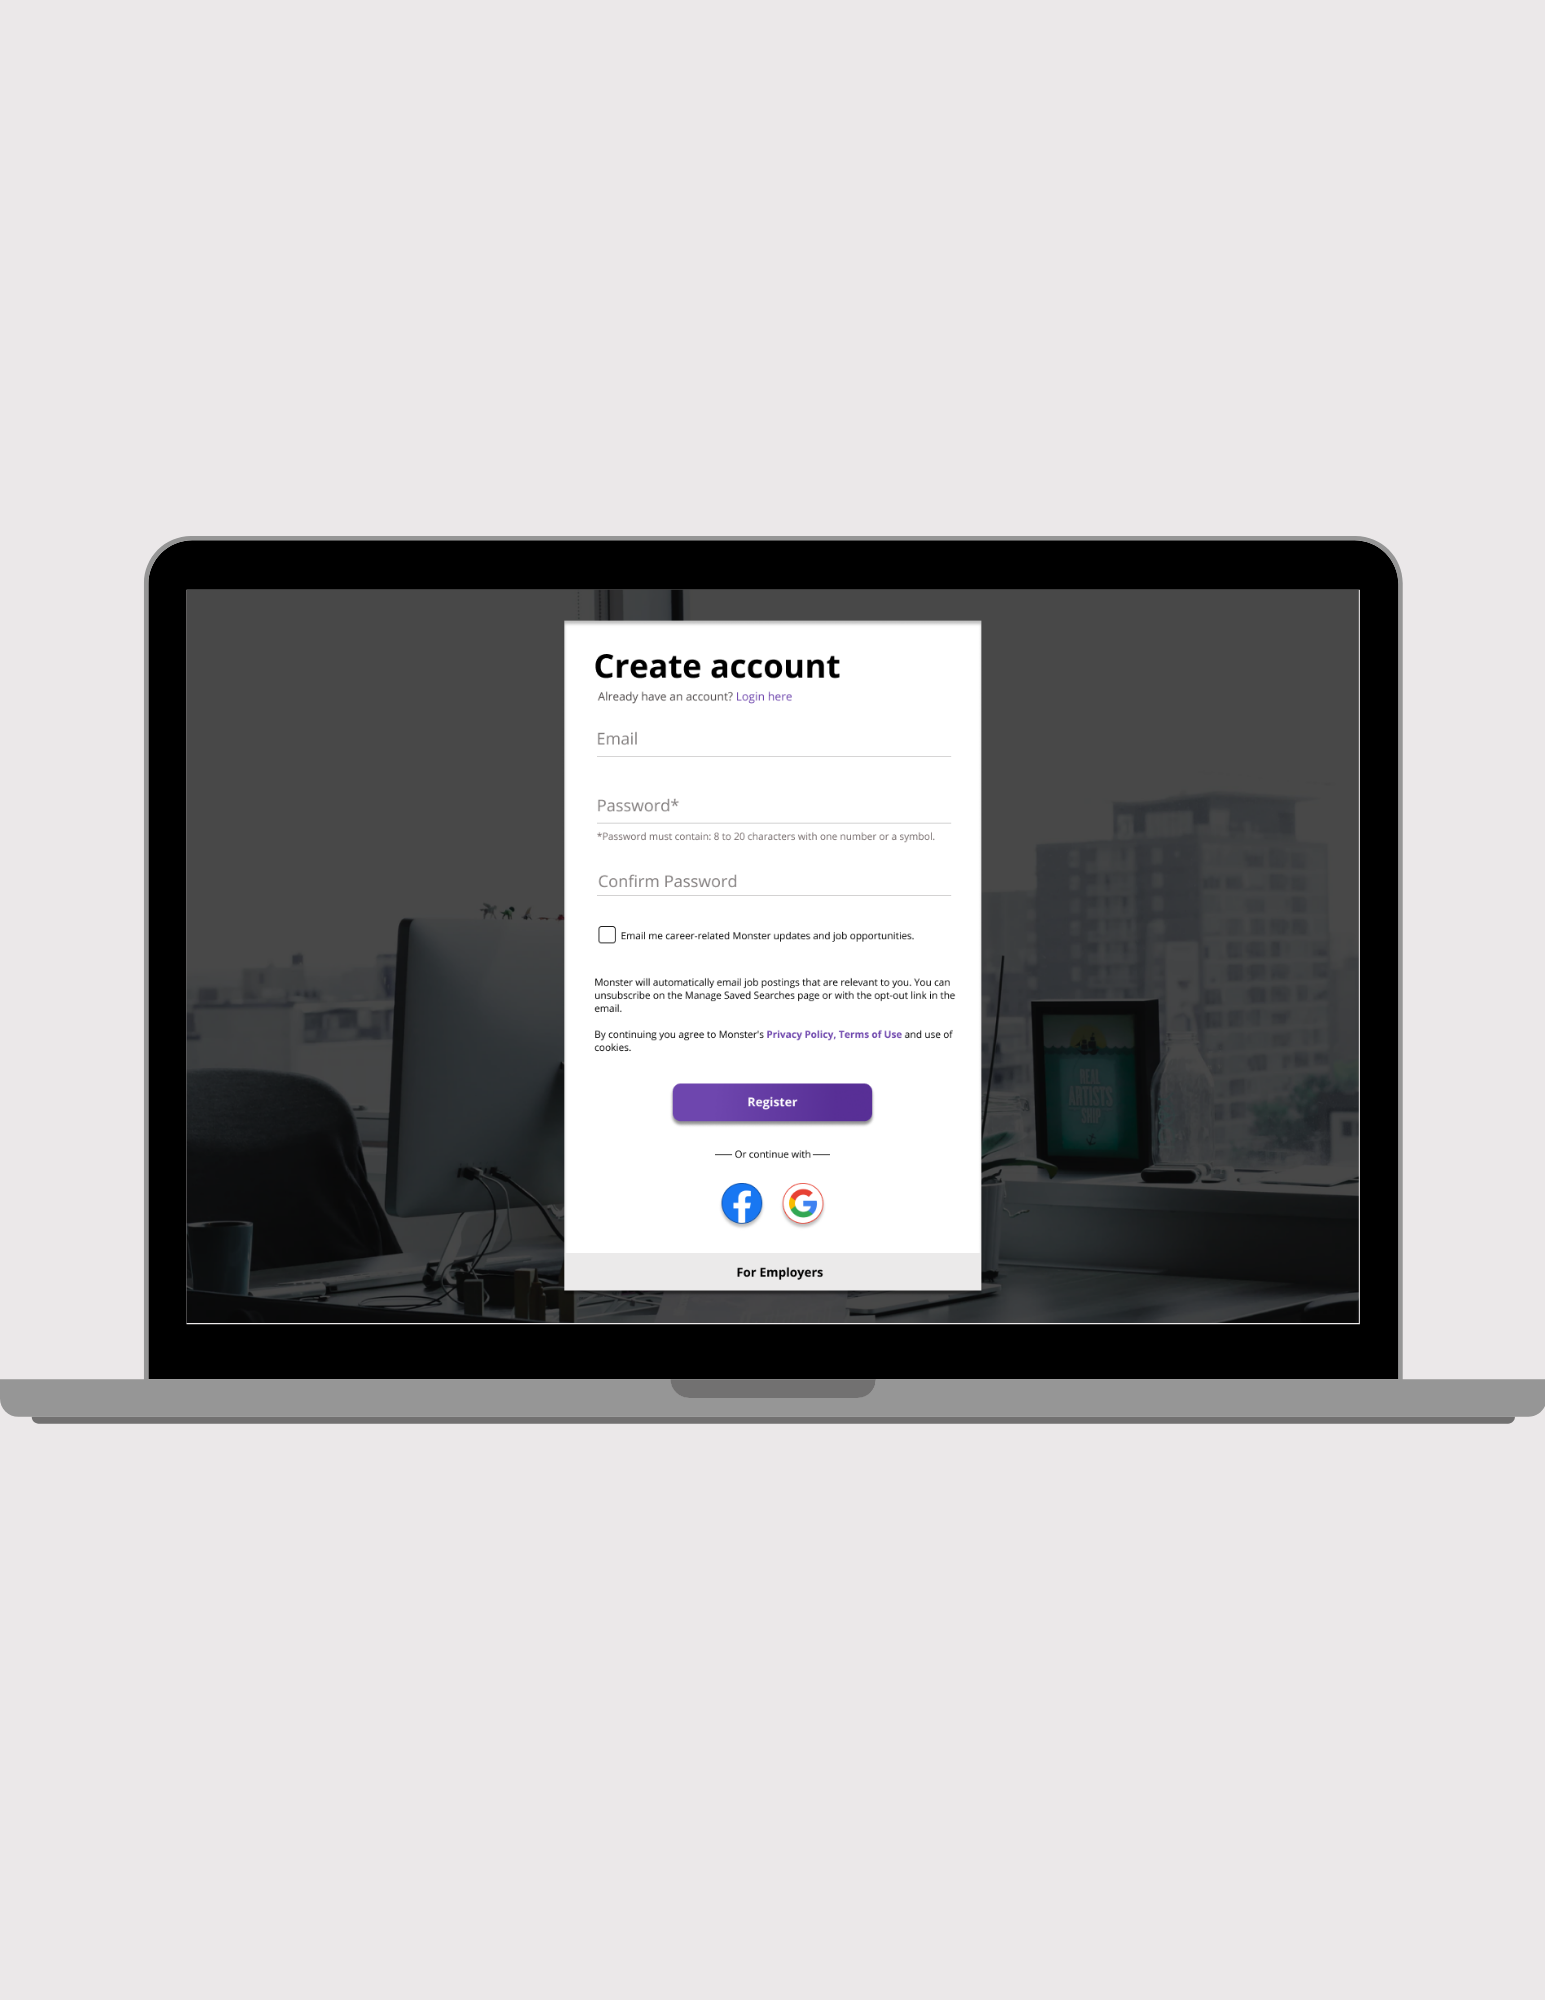 Create account
Already have an account? Login here
Email
Password*
*Password must contain: 8 to 20 characters with one number or a symbol.
Confirm Password
Email me career-related Monster updates and job opportunities.
Monster will automatically email job postings that are relevant to you. You can
unsubscribe on the Manage Saved Searches page or with the opt-out link in the
email.
By continuing you agree to Monster's Privacy Policy, Terms of Use and use of
cookies.
Register
Or continue with
For Employers
REAL
ARTISTS
SHIP